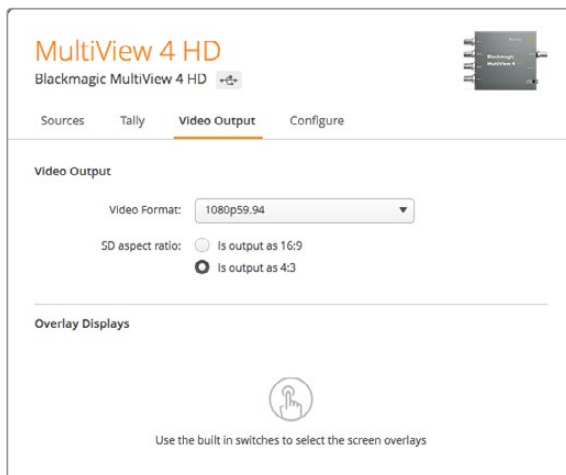 MultiView 4 HD
Blackmagic MultiView 4 HD
Sources Tally Video Output Configure
Video Output
Video Format: 1080p59.94
SD aspect ratio: Is output as 16:9
Is output as 4:3
Overlay Displays
Use the built in switches to select the screen overlays